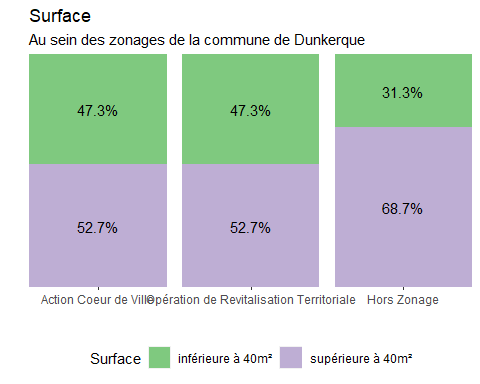 Surface
Au sein des zonages de la commune de Dunkerque
47.3% 47.3% 31.3%
52.7% 52.7% 68.7%
Action Coeur de Ville Opération de Revitalisation Territoriale Hors Zonage
Surface inférieure à 40m² supérieure à 40m²